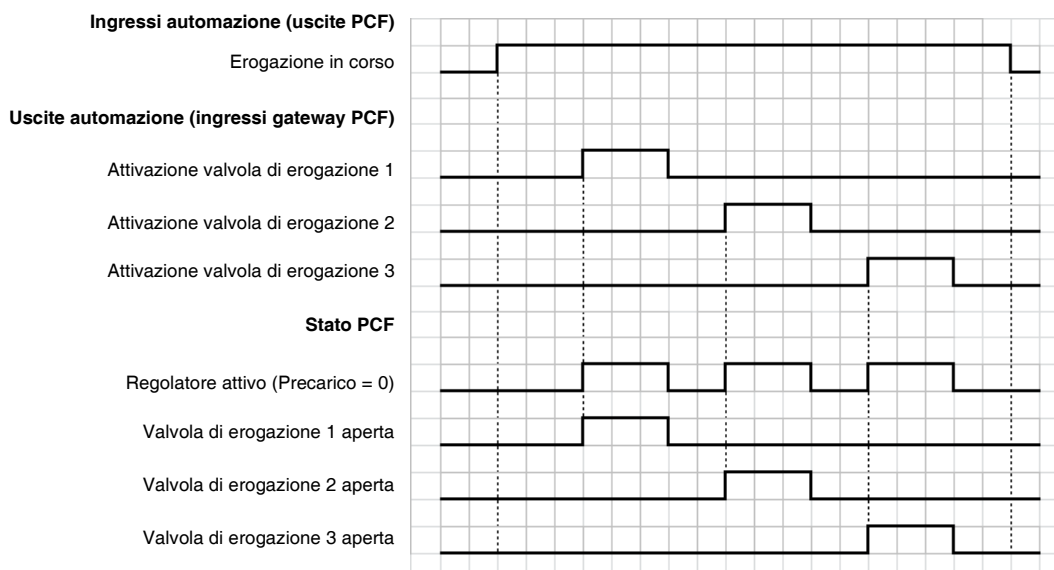 Ingressi automazione (uscite PCF)
Erogazione in corso
Uscite automazione (ingressi gateway PCF)
Attivazione valvola di erogazione 1
Attivazione valvola di erogazione 2
Attivazione valvola di erogazione 3
Stato PCF
Regolatore attivo (Precarico = 0)
Valvola di erogazione 1 aperta
Valvola di erogazione 2 aperta
Valvola di erogazione 3 aperta